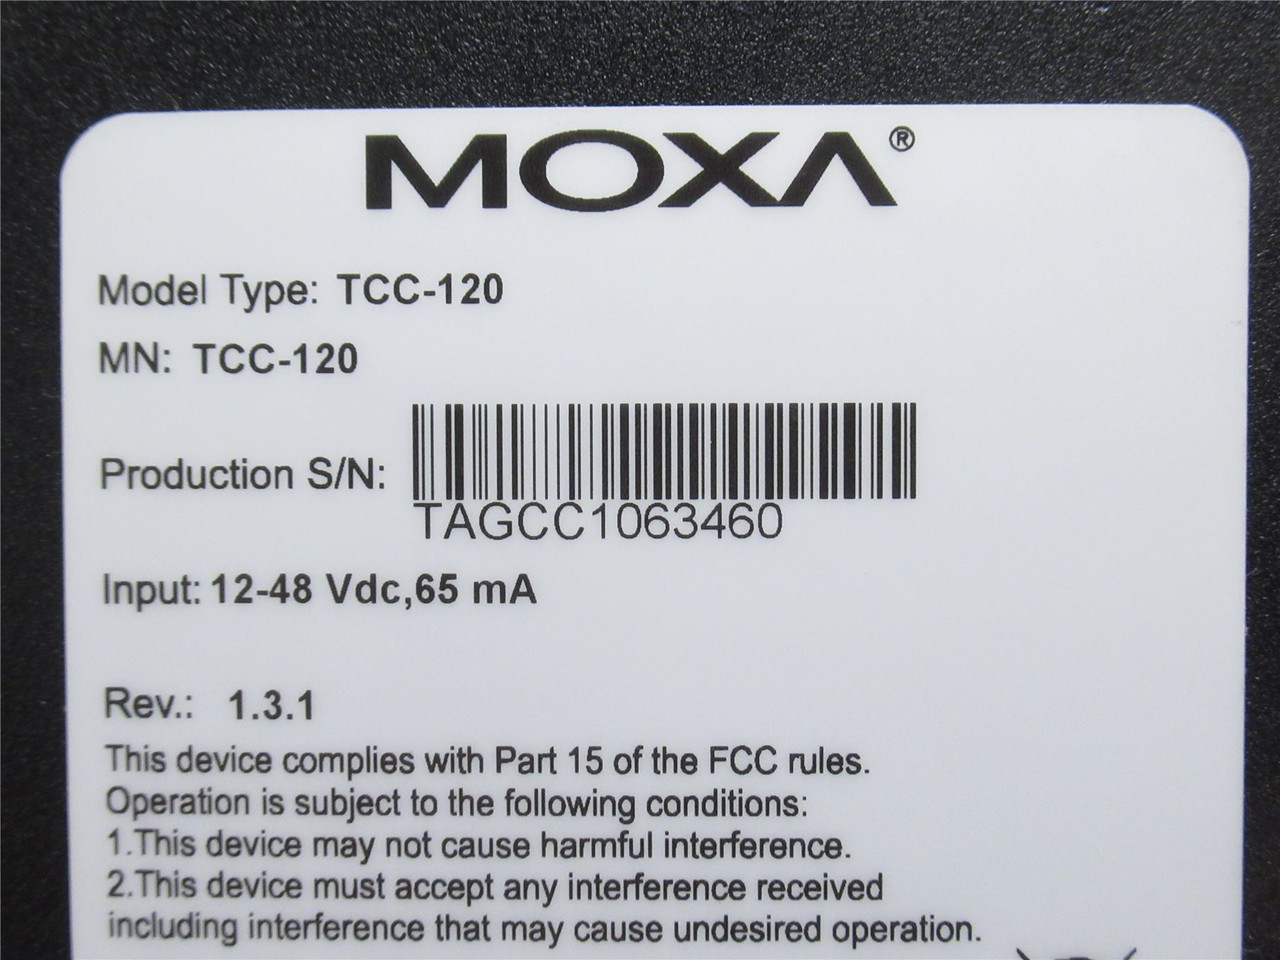 MOXA®
Model Type: TCC-120
MN: TCC-120
Production S/N:
TAGCC1063460
Input: 12-48 Vdc,65 mA
Rev.: 1.3.1
This device complies with Part 15 of the FCC rules.
Operation is subject to the following conditions:
1.This device may not cause harmful interference.
2.This device must accept any interference received
including interference that may cause undesired operation.